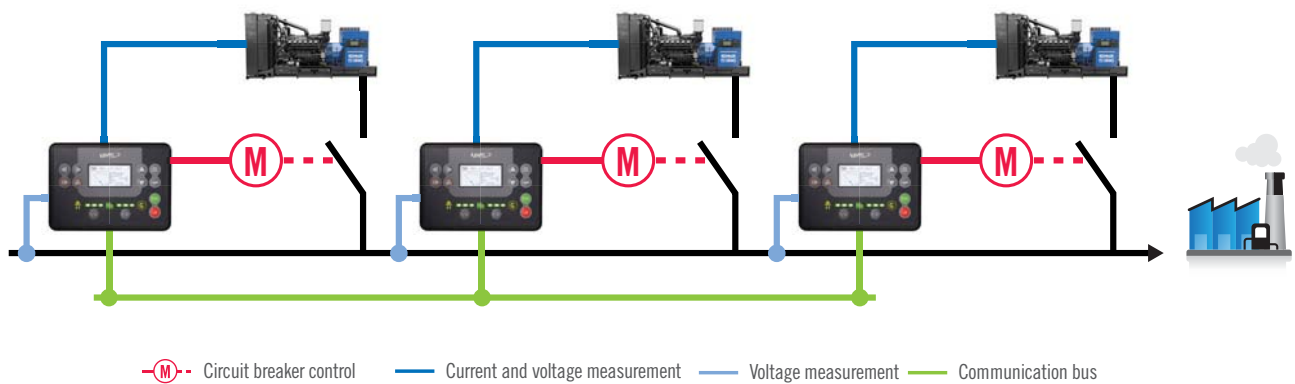 M M M
M Circuit breaker control Current and voltage measurement Voltage measurement Communication bus